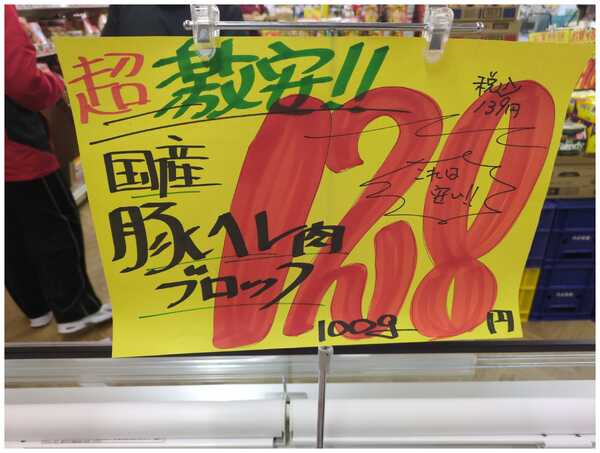 超激安!!
税込
139円
国産
豚ヘレ肉
ブロック
128
これは
安い!!
100g
円